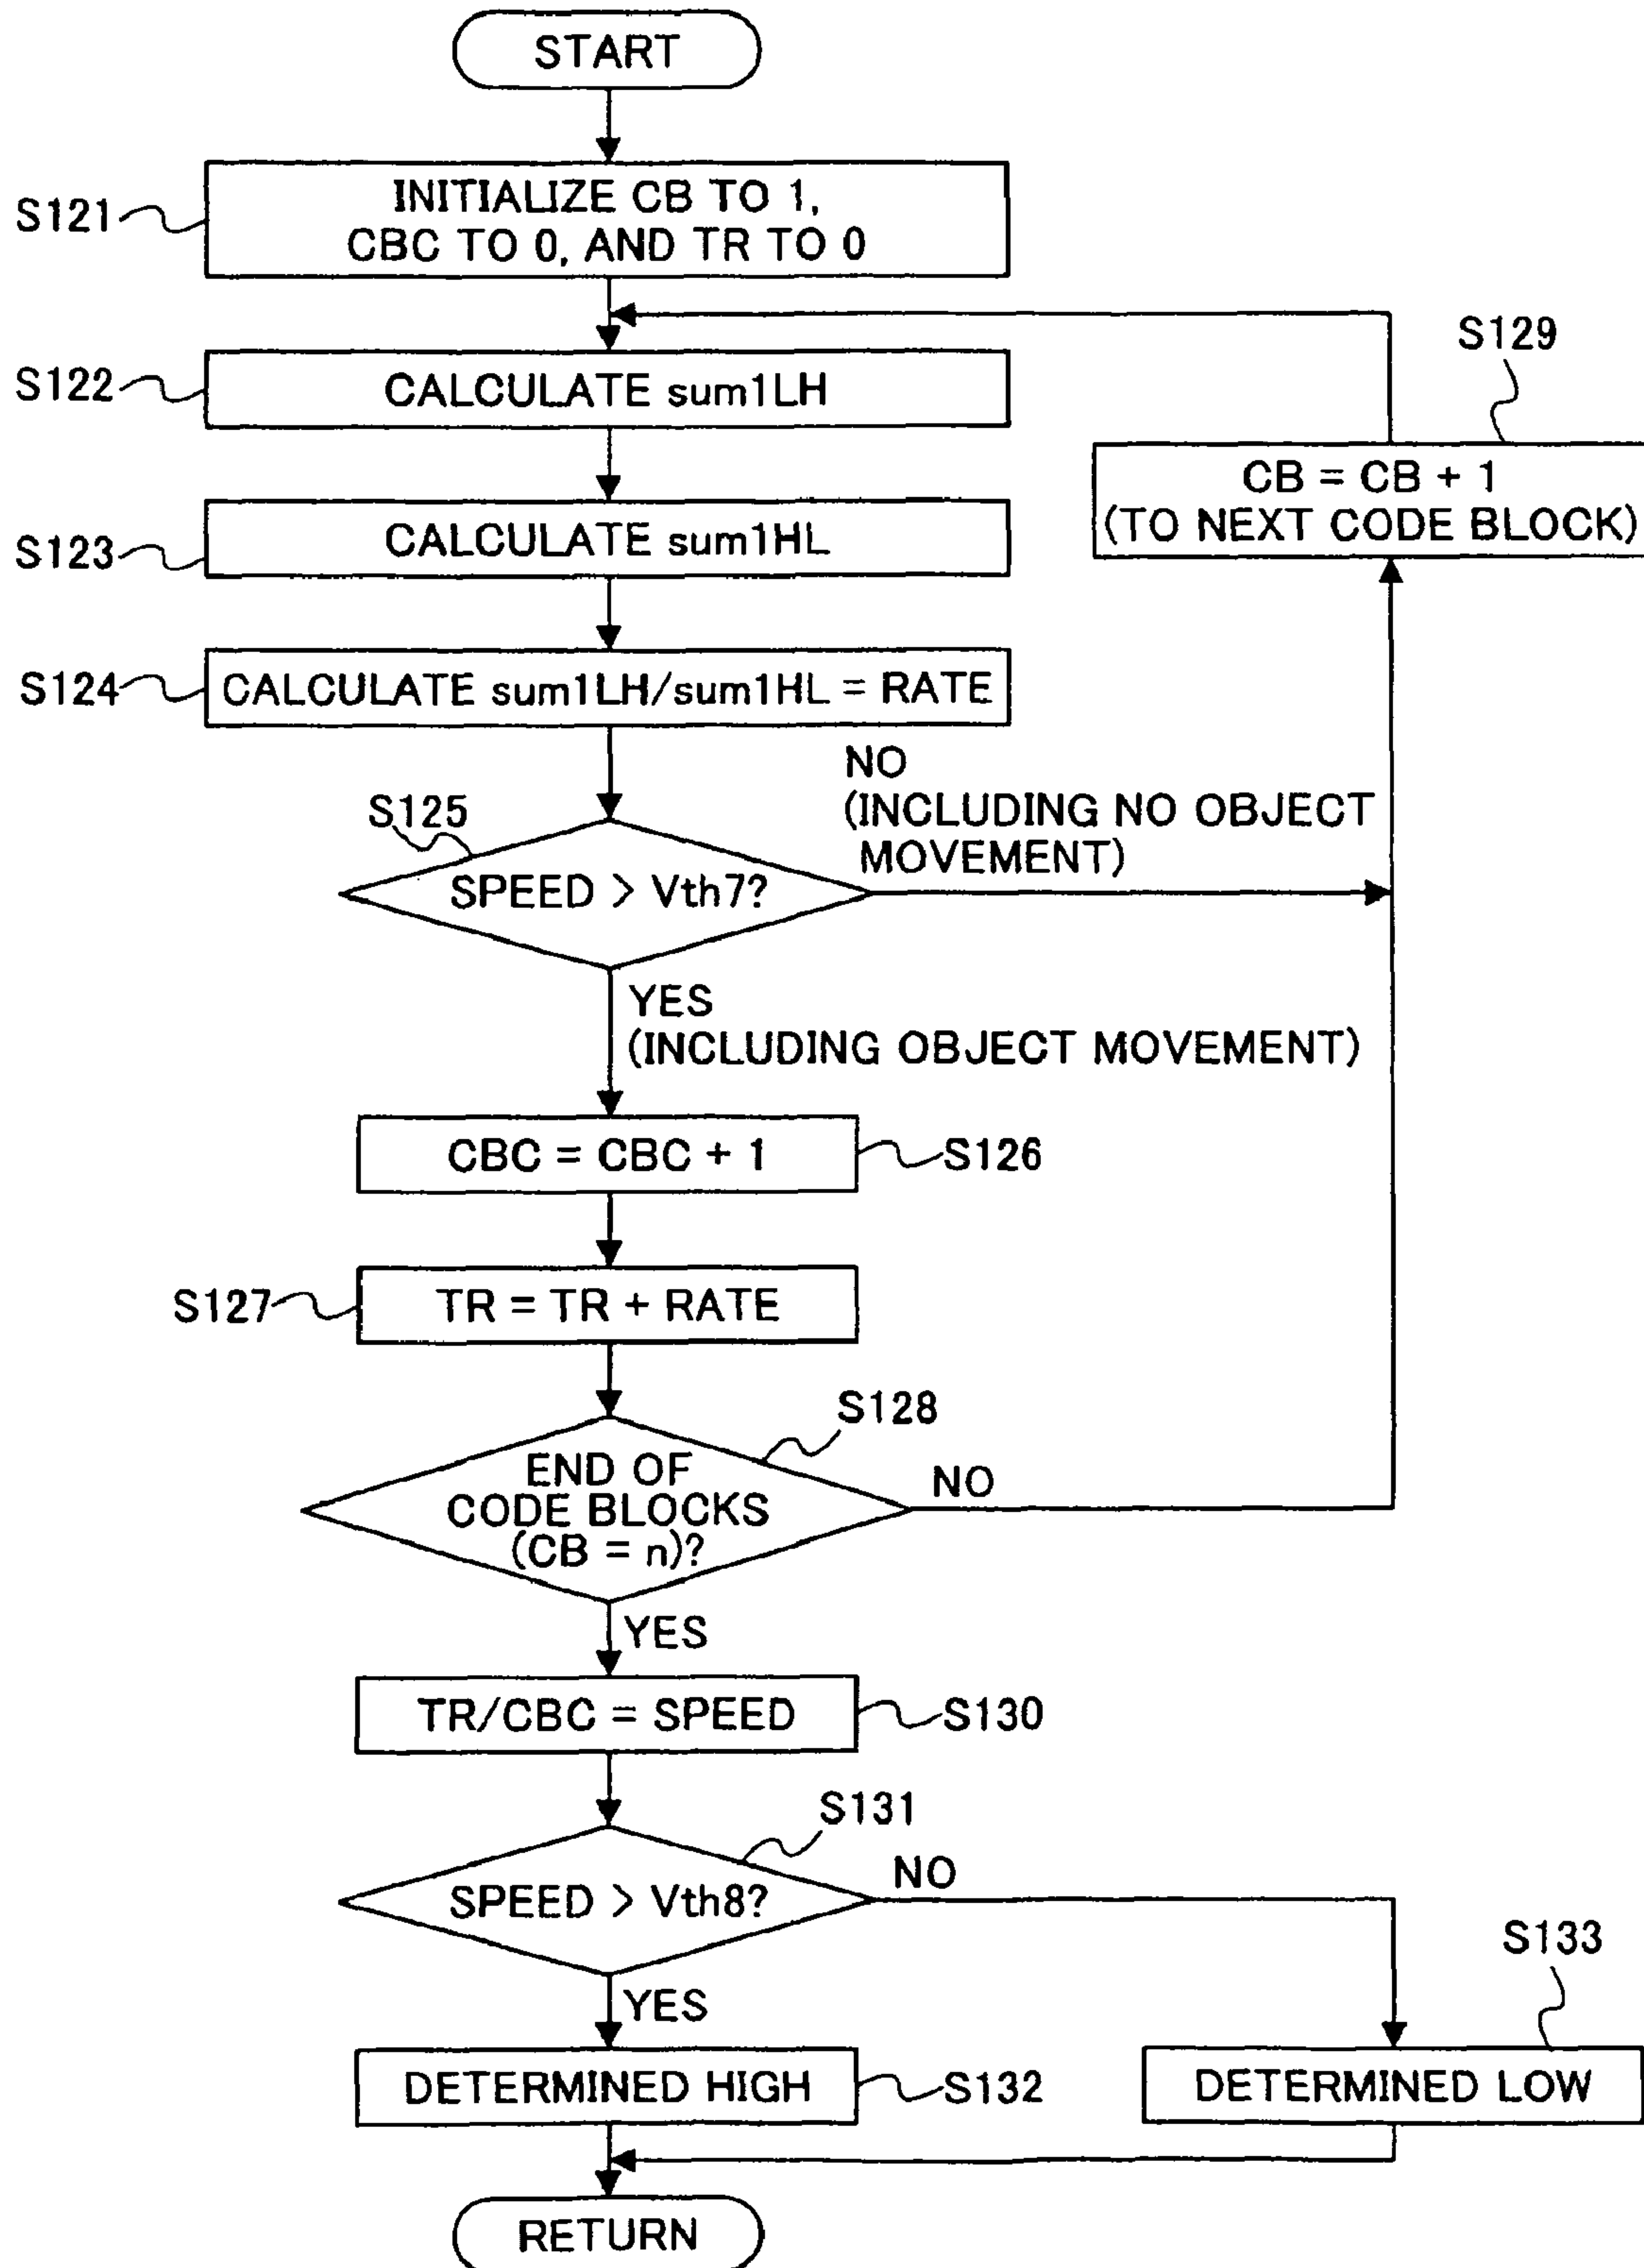 START
S121
INITIALIZE CB TO 1,
CBC TO 0, AND TR TO 0
S122
CALCULATE sum1LH
S129
CB = CB + 1
(TO NEXT CODE BLOCK)
S123
CALCULATE sum1HL
S124
CALCULATE sum1LH/sum1HL = RATE
S125
SPEED > Vth7?
NO
(INCLUDING NO OBJECT
MOVEMENT)
YES
(INCLUDING OBJECT MOVEMENT)
CBC = CBC + 1
S126
S127
TR = TR + RATE
S128
END OF
CODE BLOCKS
(CB = n)?
NO
YES
TR/CBC = SPEED
S130
S131
SPEED > Vth8?
NO
YES
S133
DETERMINED HIGH
S132
DETERMINED LOW
RETURN